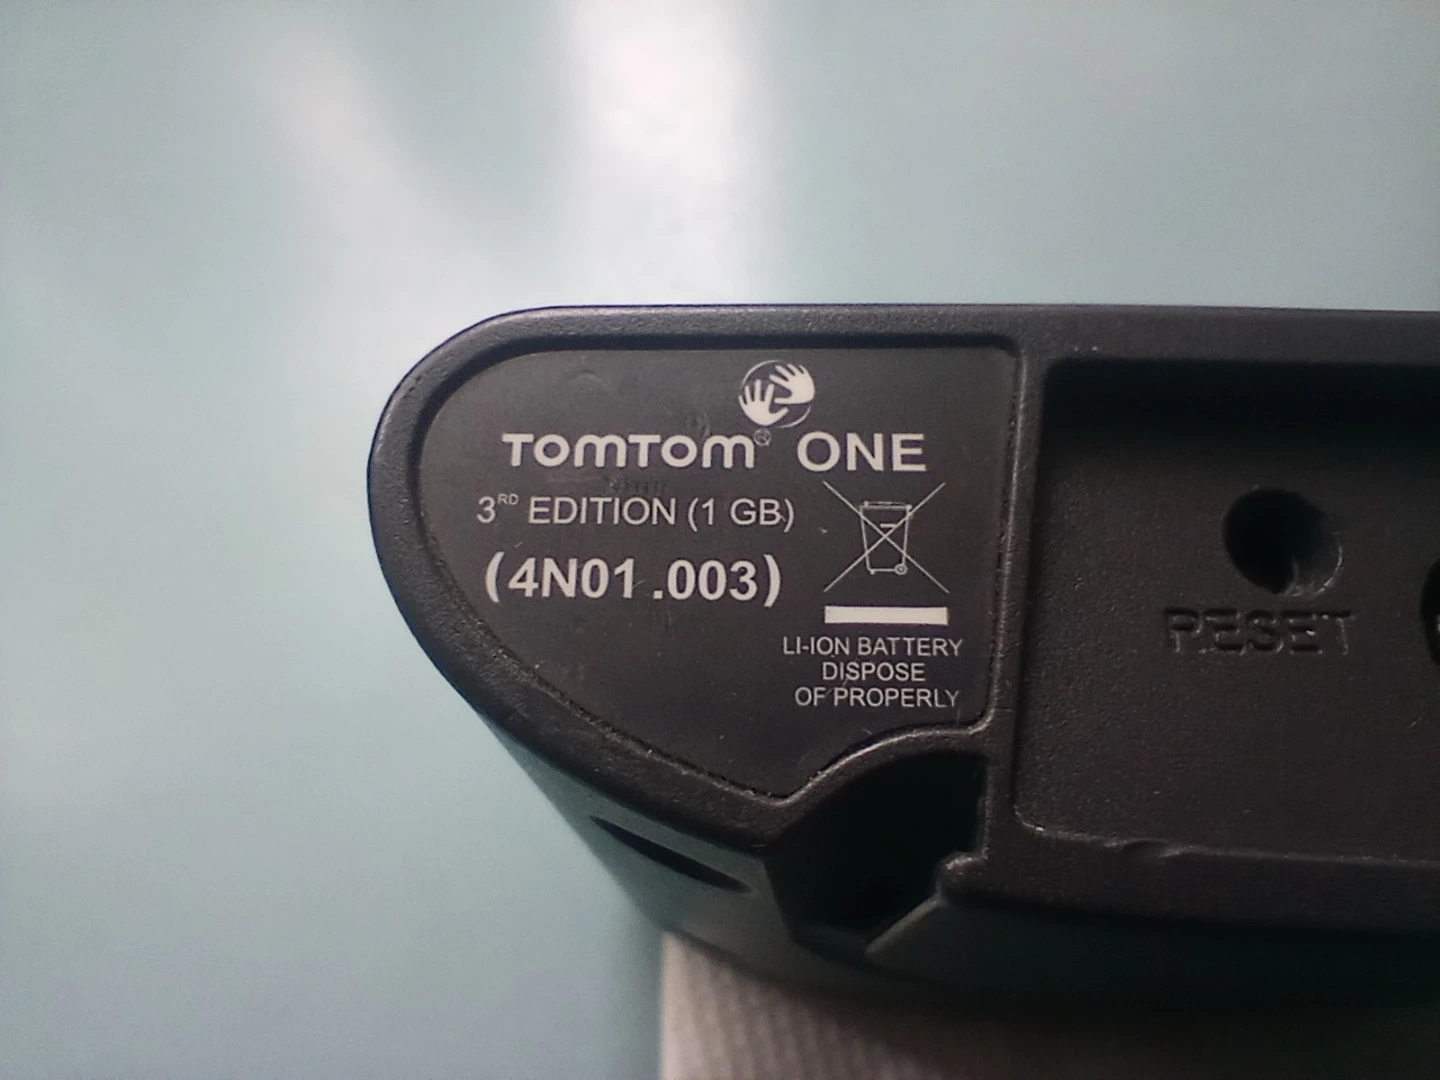 TOMTOM® ONE
3RD EDITION (1 GB)
(4N01.003)
LI-ION BATTERY
DISPOSE
OF PROPERLY
RESET